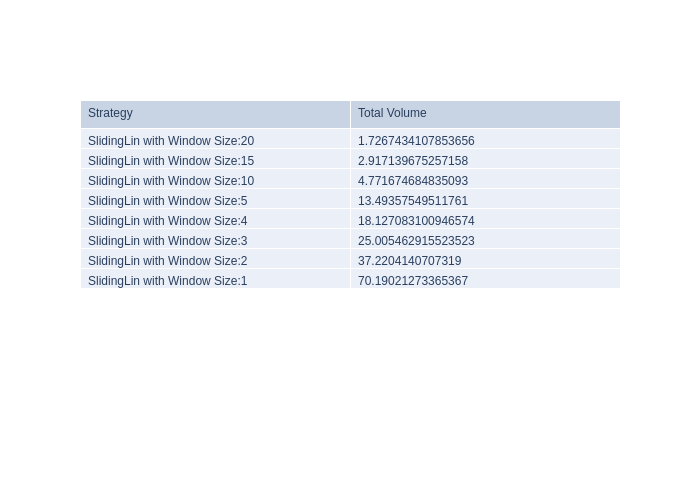 Strategy Total Volume
SlidingLin with Window Size:20 1.7267434107853656
SlidingLin with Window Size:15 2.917139675257158
SlidingLin with Window Size:10 4.771674684835093
SlidingLin with Window Size:5 13.49357549511761
SlidingLin with Window Size:4 18.127083100946574
SlidingLin with Window Size:3 25.005462915523523
SlidingLin with Window Size:2 37.2204140707319
SlidingLin with Window Size:1 70.19021273365367